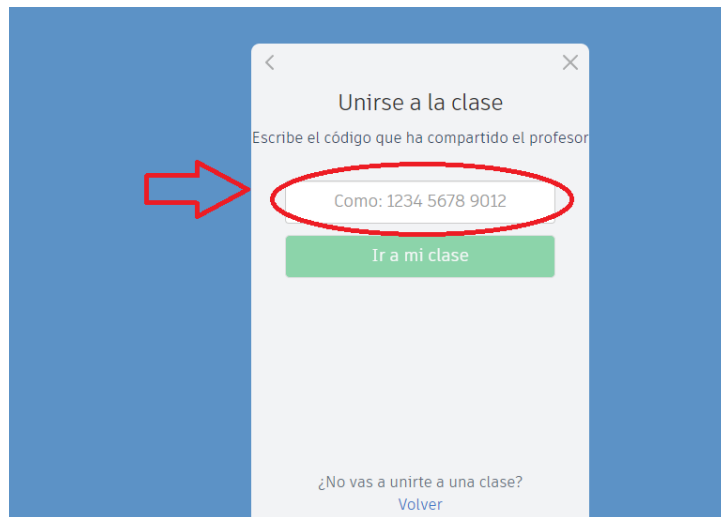 Unirse a la clase
Escribe el código que ha compartido el profesor
Como: 1234 5678 9012
Ir a mi clase
¿No vas a unirte a una clase?
Volver